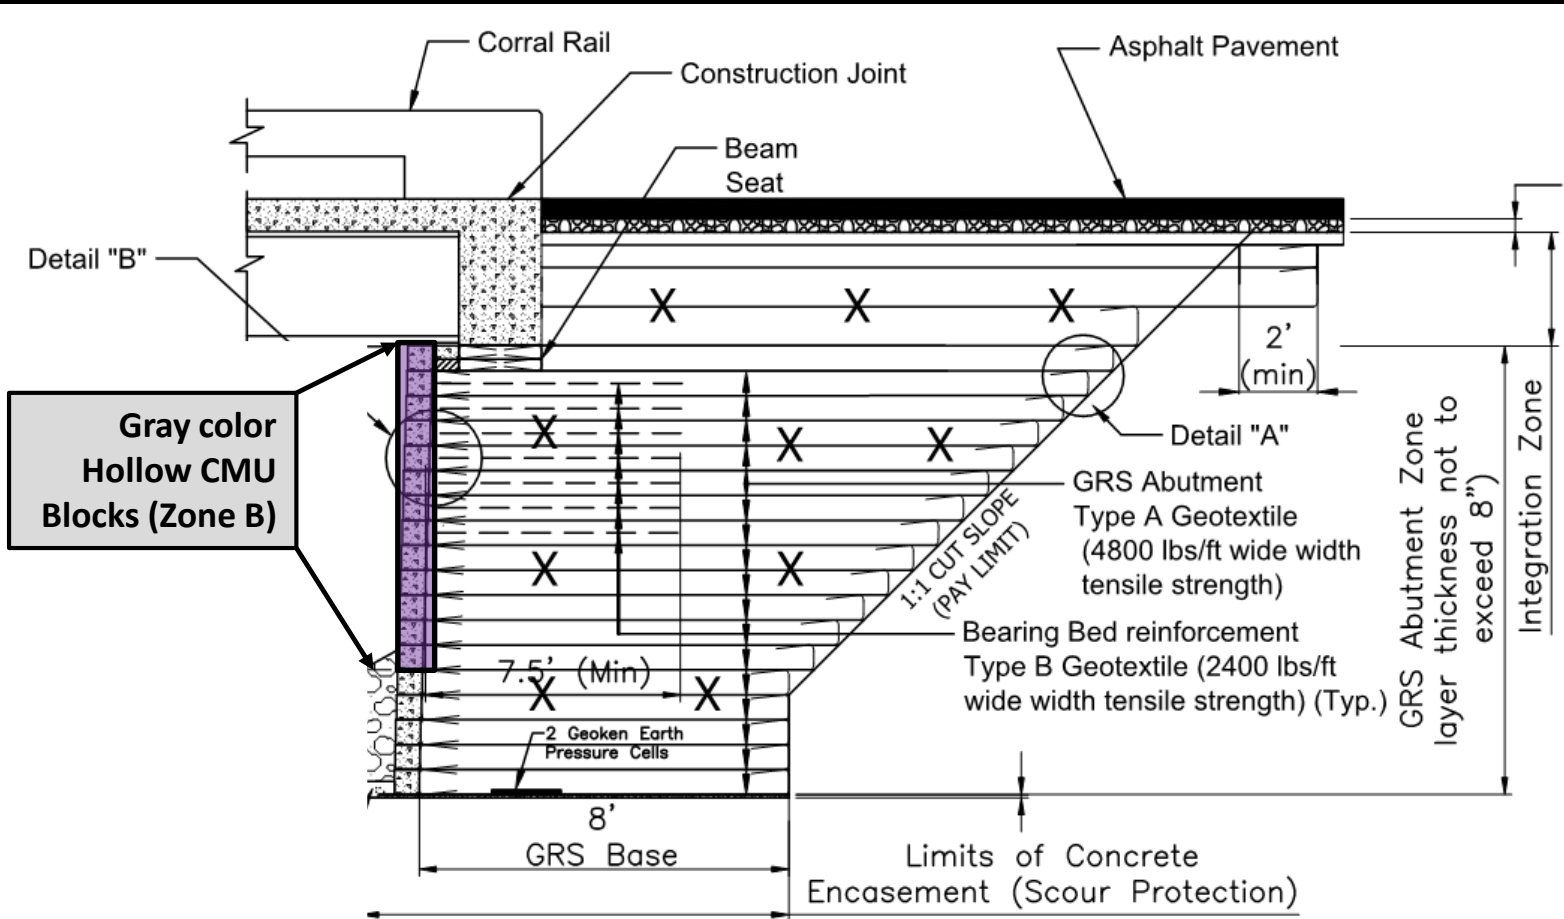 Corral Rail
Asphalt Pavement
Construction Joint
Beam
Seat
Detail "B"
X X X
2'
(min)
Gray color
Hollow CMU
Blocks (Zone B)
X X X
Detail "A"
GRS Abutment
Type A Geotextile
(4800 lbs/ft wide width
tensile strength)
X X
1:1 CUT SLOPE
(PAY LIMIT)
Bearing Bed reinforcement
Type B Geotextile (2400 lbs/ft
wide width tensile strength) (Typ.)
7.5' (Min)
X X
2 Geoken Earth
Pressure Cells
8'
GRS Base
Limits of Concrete
Encasement (Scour Protection)
GRS Abutment Zone
layer thickness not to
exceed 8")
Integration Zone